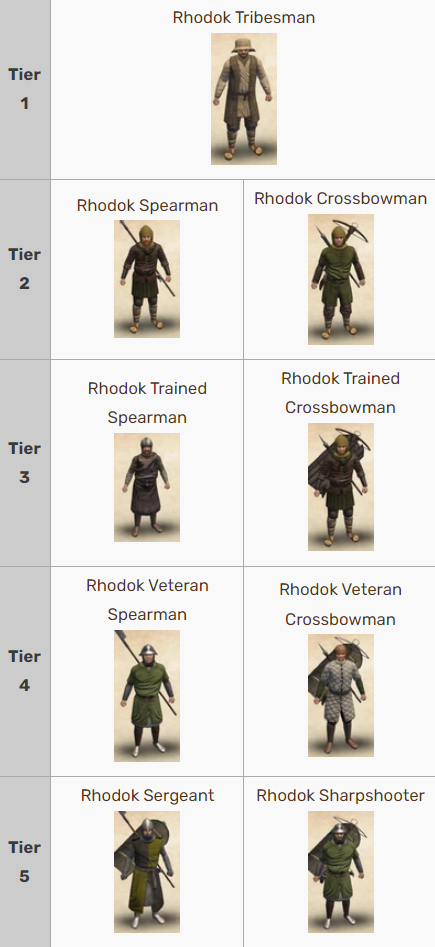 Rhodok Tribesman
Tier
1
Rhodok Spearman
Rhodok Crossbowman
Tier
2
Rhodok Trained
Spearman
Rhodok Trained
Crossbowman
Tier
3
Rhodok Veteran
Spearman
Rhodok Veteran
Crossbowman
Tier
4
Rhodok Sergeant
Rhodok Sharpshooter
Tier
5